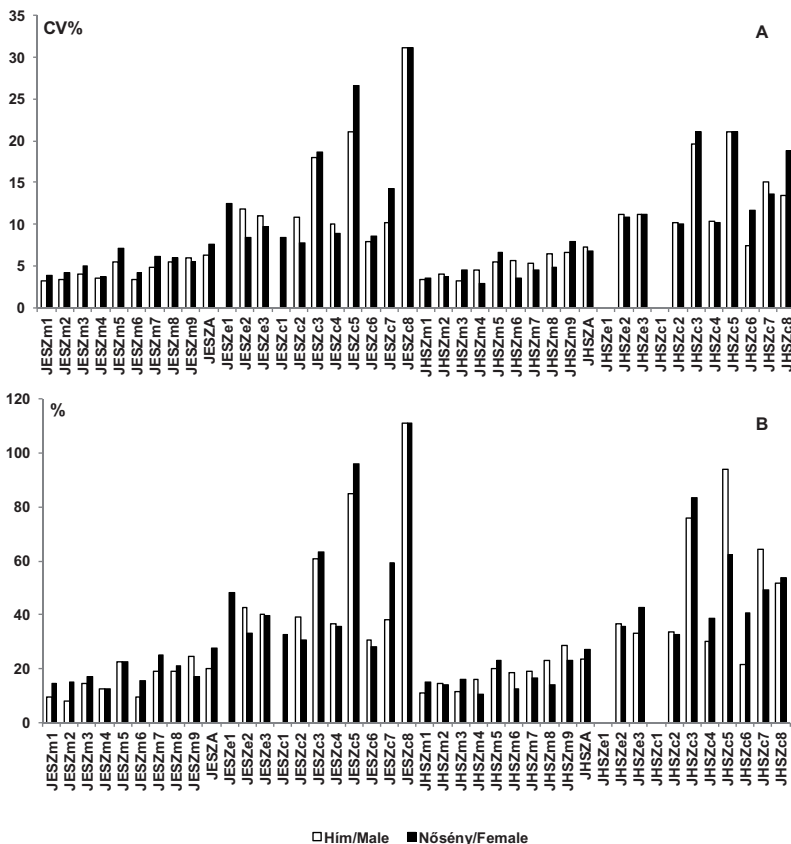 CV%
A
35
30
25
20
15
10
5
0
JESZm1 JESZm2 JESZm3 JESZm4 JESZm5 JESZm6 JESZm7 JESZm8 JESZm9 JESZA JESZe1 JESZe2 JESZe3 JESZc1 JESZc2 JESZc3 JESZc4 JESZc5 JESZc6 JESZc7 JESZc8 JHSZm1 JHSZm2 JHSZm3 JHSZm4 JHSZm5 JHSZm6 JHSZm7 JHSZm8 JHSZm9 JHSZA JHSZe1 JHSZe2 JHSZe3 JHSZc1 JHSZc2 JHSZc3 JHSZc4 JHSZc5 JHSZc6 JHSZc7 JHSZc8
%
B
120
100
80
60
40
20
0
JESZm1 JESZm2 JESZm3 JESZm4 JESZm5 JESZm6 JESZm7 JESZm8 JESZm9 JESZA JESZe1 JESZe2 JESZe3 JESZc1 JESZc2 JESZc3 JESZc4 JESZc5 JESZc6 JESZc7 JESZc8 JHSZm1 JHSZm2 JHSZm3 JHSZm4 JHSZm5 JHSZm6 JHSZm7 JHSZm8 JHSZm9 JHSZA JHSZe1 JHSZe2 JHSZe3 JHSZc1 JHSZc2 JHSZc3 JHSZc4 JHSZc5 JHSZc6 JHSZc7 JHSZc8
Hím/Male Nősény/Female